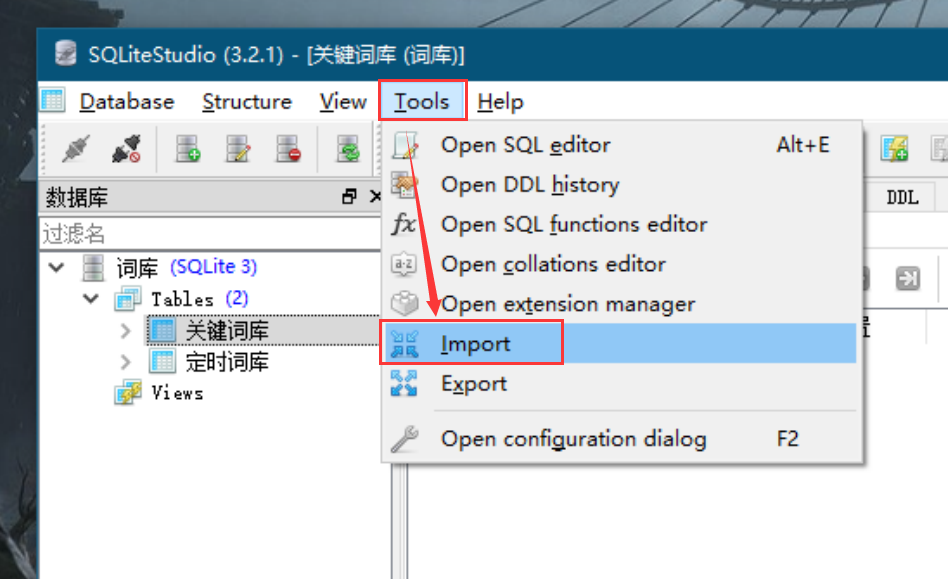 SQLiteStudio (3.2.1) - [关键词库 (词库)]
Database Structure View Tools Help
Open SQL editor Alt+E
Open DDL history
Open SQL functions editor
Open collations editor
Open extension manager
Import
Export
Open configuration dialog F2
数据库
过滤名
词库 (SQLite 3)
Tables (2)
关键词库
定时词库
Views
DDL